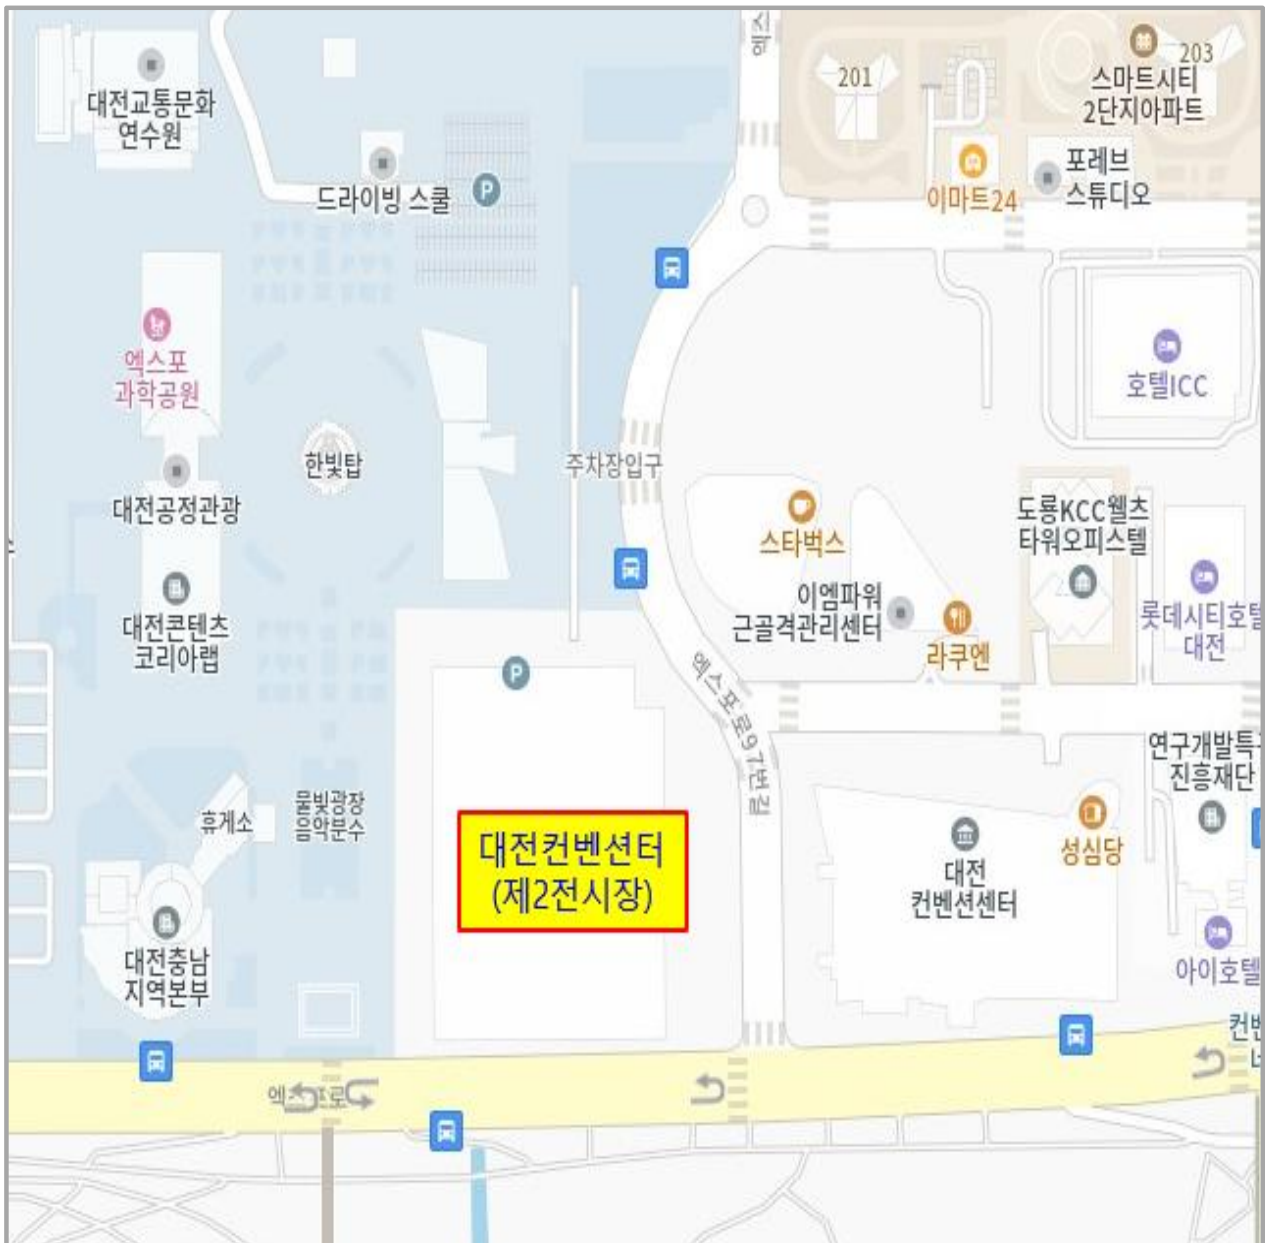 엑스
201
203
스마트시티
2단지아파트
대전교통문화
연수원
드라이빙 스쿨
P
이마트24
포레브
스튜디오
엑스포
과학공원
호텔ICC
한빛탑
주차장입구
대전공정관광
스타벅스
도룡KCC웰츠
타워오피스텔
이엠파워
근골격관리센터
라쿠엔
롯데시티호텔
대전
대전콘텐츠
코리아랩
P
엑스포로97번길
연구개발특구
진흥재단
휴게소
물빛광장
음악분수
대전컨벤션터
(제2전시장)
대전
컨벤션센터
성심당
대전충남
지역본부
아이호텔
컨벤
네
엑스포로